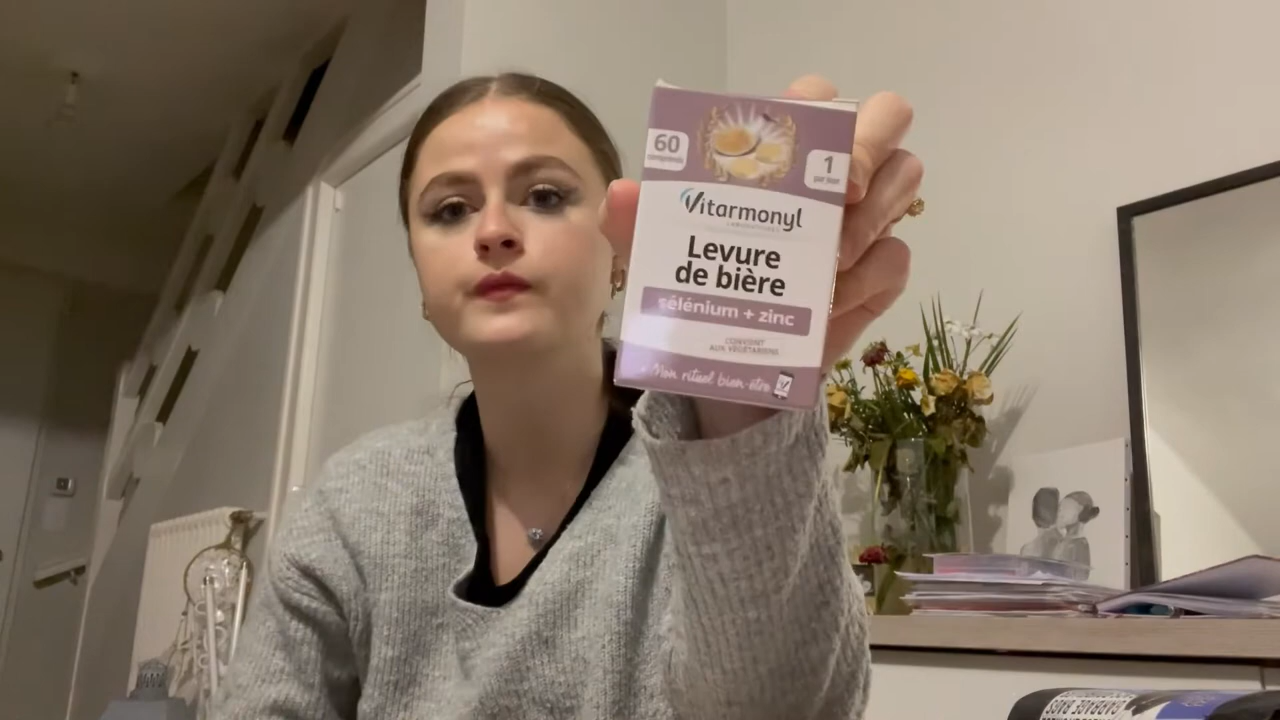 60
comprimés
1
par jour
Vitarmonyl
LABORATOIRES
Levure
de bière
sélénium + zinc
CONVIENT
AUX VÉGÉTARIENS
Mon rituel bien-être